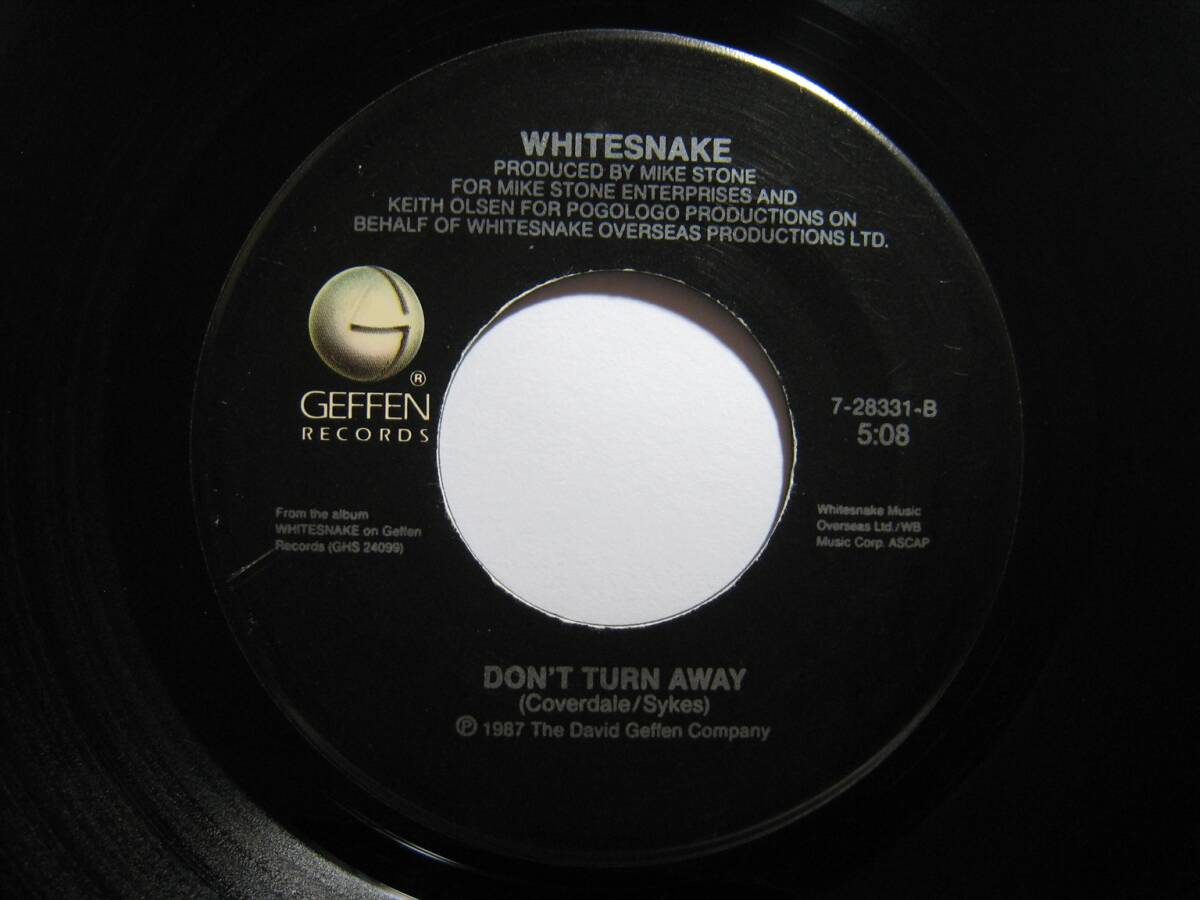 WHITESNAKE
PRODUCED BY MIKE STONE
FOR MIKE STONE ENTERPRISES AND
KEITH OLSEN FOR POGOLOGO PRODUCTIONS ON
BEHALF OF WHITESNAKE OVERSEAS PRODUCTIONS LTD.
G
®
GEFFEN
RECORDS
7-28331-B
5:08
From the album
WHITESNAKE on Geffen
Records (GHS 24099)
Whitesnake Music
Overseas Ltd./WB
Music Corp. ASCAP
DON'T TURN AWAY
(Coverdale/Sykes)
℗ 1987 The David Geffen Company